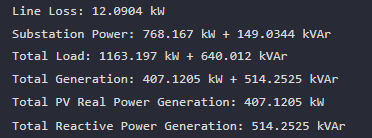 Line Loss: 12.0904 kW
Substation Power: 768.167 kW + 149.0344 kVAr
Total Load: 1163.197 kW + 640.012 kVAr
Total Generation: 407.1205 kW + 514.2525 kVAr
Total PV Real Power Generation: 407.1205 kW
Total Reactive Power Generation: 514.2525 kVAr